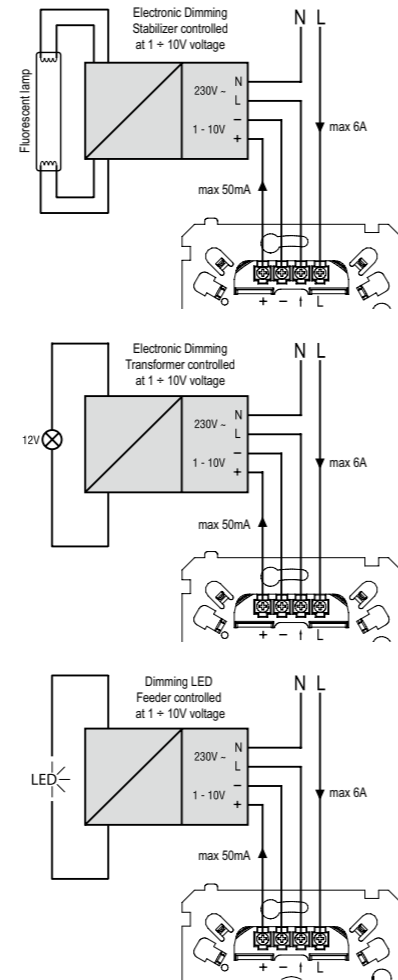 Electronic Dimming
Stabilizer controlled
at 1 ÷ 10V voltage
N L
Fluorescent lamp
230V ~
N
L
1 - 10V
–
+
max 6A
max 50mA
+ – ↑ L
Electronic Dimming
Transformer controlled
at 1 ÷ 10V voltage
N L
12V
230V ~
N
L
1 - 10V
–
+
max 6A
max 50mA
+ – ↑ L
Dimming LED
Feeder controlled
at 1 ÷ 10V voltage
N L
LED
230V ~
N
L
1 - 10V
–
+
max 6A
max 50mA
+ – ↑ L